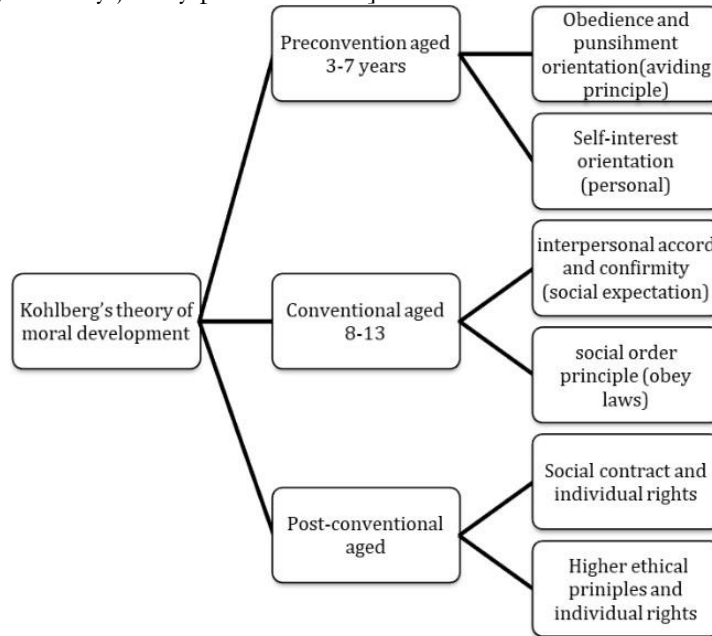 Preconvention aged
3-7 years
Obedience and
punsihment
orientation(aviding
principle)
Self-interest
orientation
(personal)
Kohlberg's theory of
moral development
Conventional aged
8-13
interpersonal accord
and confirmity
(social expectation)
social order
principle (obey
laws)
Post-conventional
aged
Social contract and
individual rights
Higher ethical
priniples and
individual rights